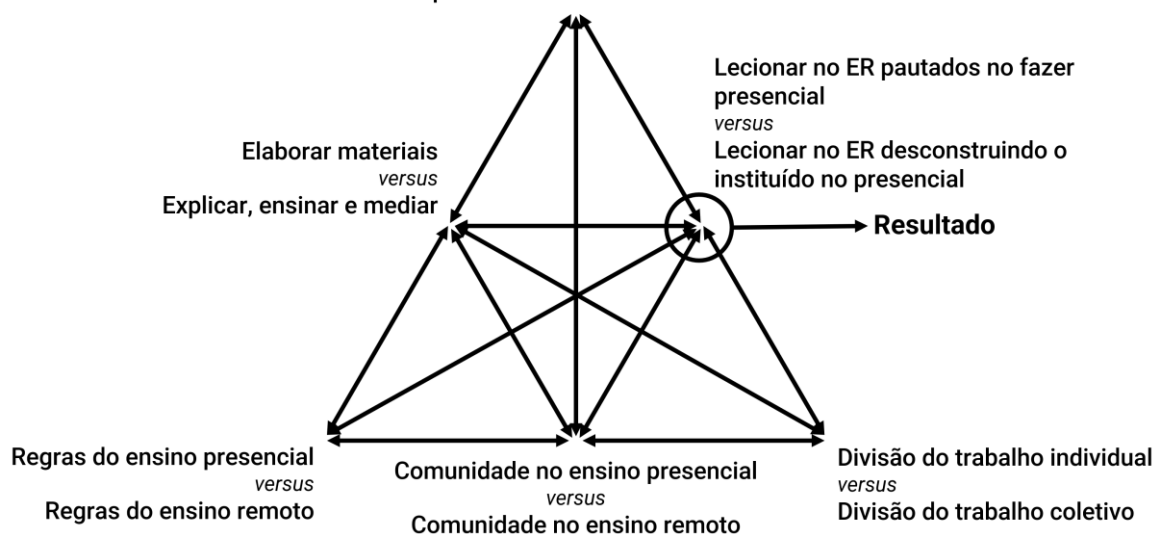 Lecionar no ER pautados no fazer
presencial
versus
Lecionar no ER desconstruindo o
instituído no presencial
Elaborar materiais
versus
Explicar, ensinar e mediar
Resultado
Regras do ensino presencial
versus
Regras do ensino remoto
Comunidade no ensino presencial
versus
Comunidade no ensino remoto
Divisão do trabalho individual
versus
Divisão do trabalho coletivo